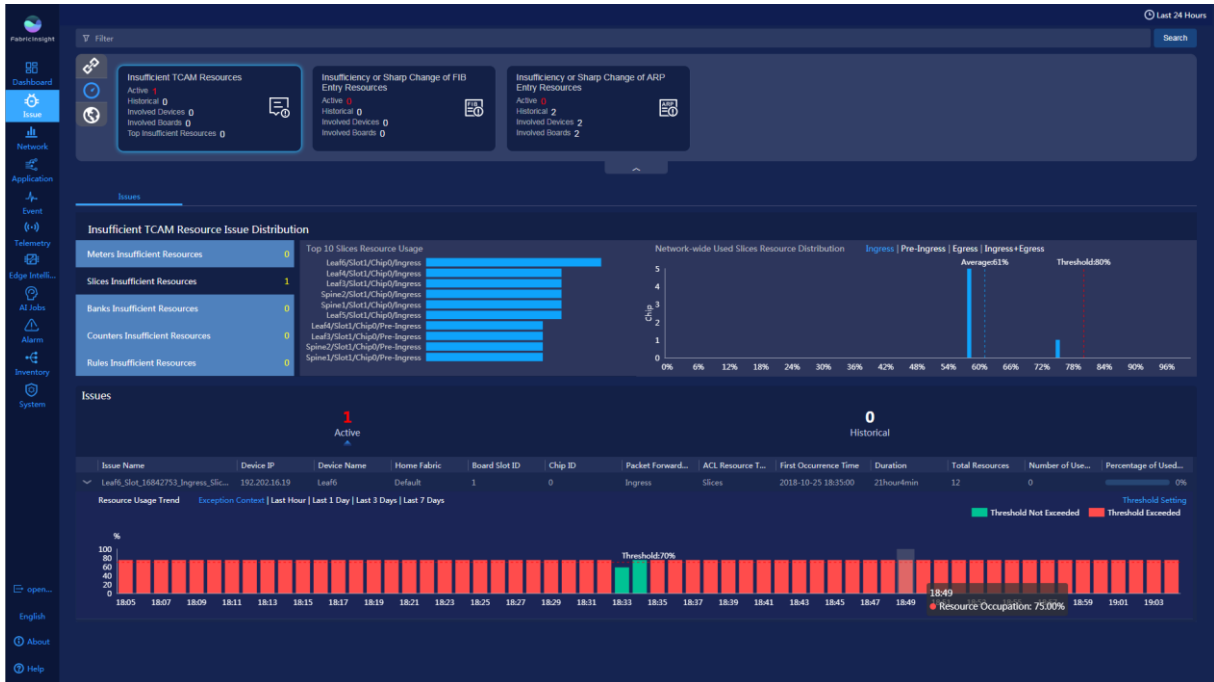 Last 24 Hours
FabricInsight
Filter
Search
Dashboard
Issue
Network
Application
Event
Telemetry
Edge Intelli...
AI Jobs
Alarm
Inventory
System
open...
English
About
Help
Insufficient TCAM Resources
Active 1
Historical 0
Involved Devices 0
Involved Boards 0
Top Insufficient Resources 0
Insufficiency or Sharp Change of FIB
Entry Resources
Active 0
Historical 0
Involved Devices 0
Involved Boards 0
FIB
Insufficiency or Sharp Change of ARP
Entry Resources
Active 0
Historical 2
Involved Devices 2
Involved Boards 2
ARP
Issues
Insufficient TCAM Resource Issue Distribution
Meters Insufficient Resources 0
Slices Insufficient Resources 1
Banks Insufficient Resources 0
Counters Insufficient Resources 0
Rules Insufficient Resources 0
Top 10 Slices Resource Usage
Leaf6/Slot1/Chip0/Ingress
Leaf4/Slot1/Chip0/Ingress
Leaf3/Slot1/Chip0/Ingress
Spine2/Slot1/Chip0/Ingress
Spine1/Slot1/Chip0/Ingress
Leaf5/Slot1/Chip0/Ingress
Leaf4/Slot1/Chip0/Pre-Ingress
Leaf3/Slot1/Chip0/Pre-Ingress
Spine2/Slot1/Chip0/Pre-Ingress
Spine1/Slot1/Chip0/Pre-Ingress
Network-wide Used Slices Resource Distribution Ingress | Pre-Ingress | Egress | Ingress+Egress
Average:61% Threshold:80%
Chip
5
4
3
2
1
0
0% 6% 12% 18% 24% 30% 36% 42% 48% 54% 60% 66% 72% 78% 84% 90% 96%
Issues
1
Active
0
Historical
Issue Name Device IP Device Name Home Fabric Board Slot ID Chip ID Packet Forward... ACL Resource T... First Occurrence Time Duration Total Resources Number of Use... Percentage of Used...
Leaf6_Slot_16842753_Ingress_Slic... 192.202.16.19 Leaf6 Default 1 0 Ingress Slices 2018-10-25 18:35:00 21hour4min 12 0 0%
Resource Usage Trend Exception Context | Last Hour | Last 1 Day | Last 3 Days | Last 7 Days Threshold Setting
Threshold Not Exceeded Threshold Exceeded
%
100
80
60
40
20
0
Threshold:70%
18:05 18:07 18:09 18:11 18:13 18:15 18:17 18:19 18:21 18:23 18:25 18:27 18:29 18:31 18:33 18:35 18:37 18:39 18:41 18:43 18:45 18:47 18:49 18:59 19:01 19:03
18:49
Resource Occupation: 75.00%